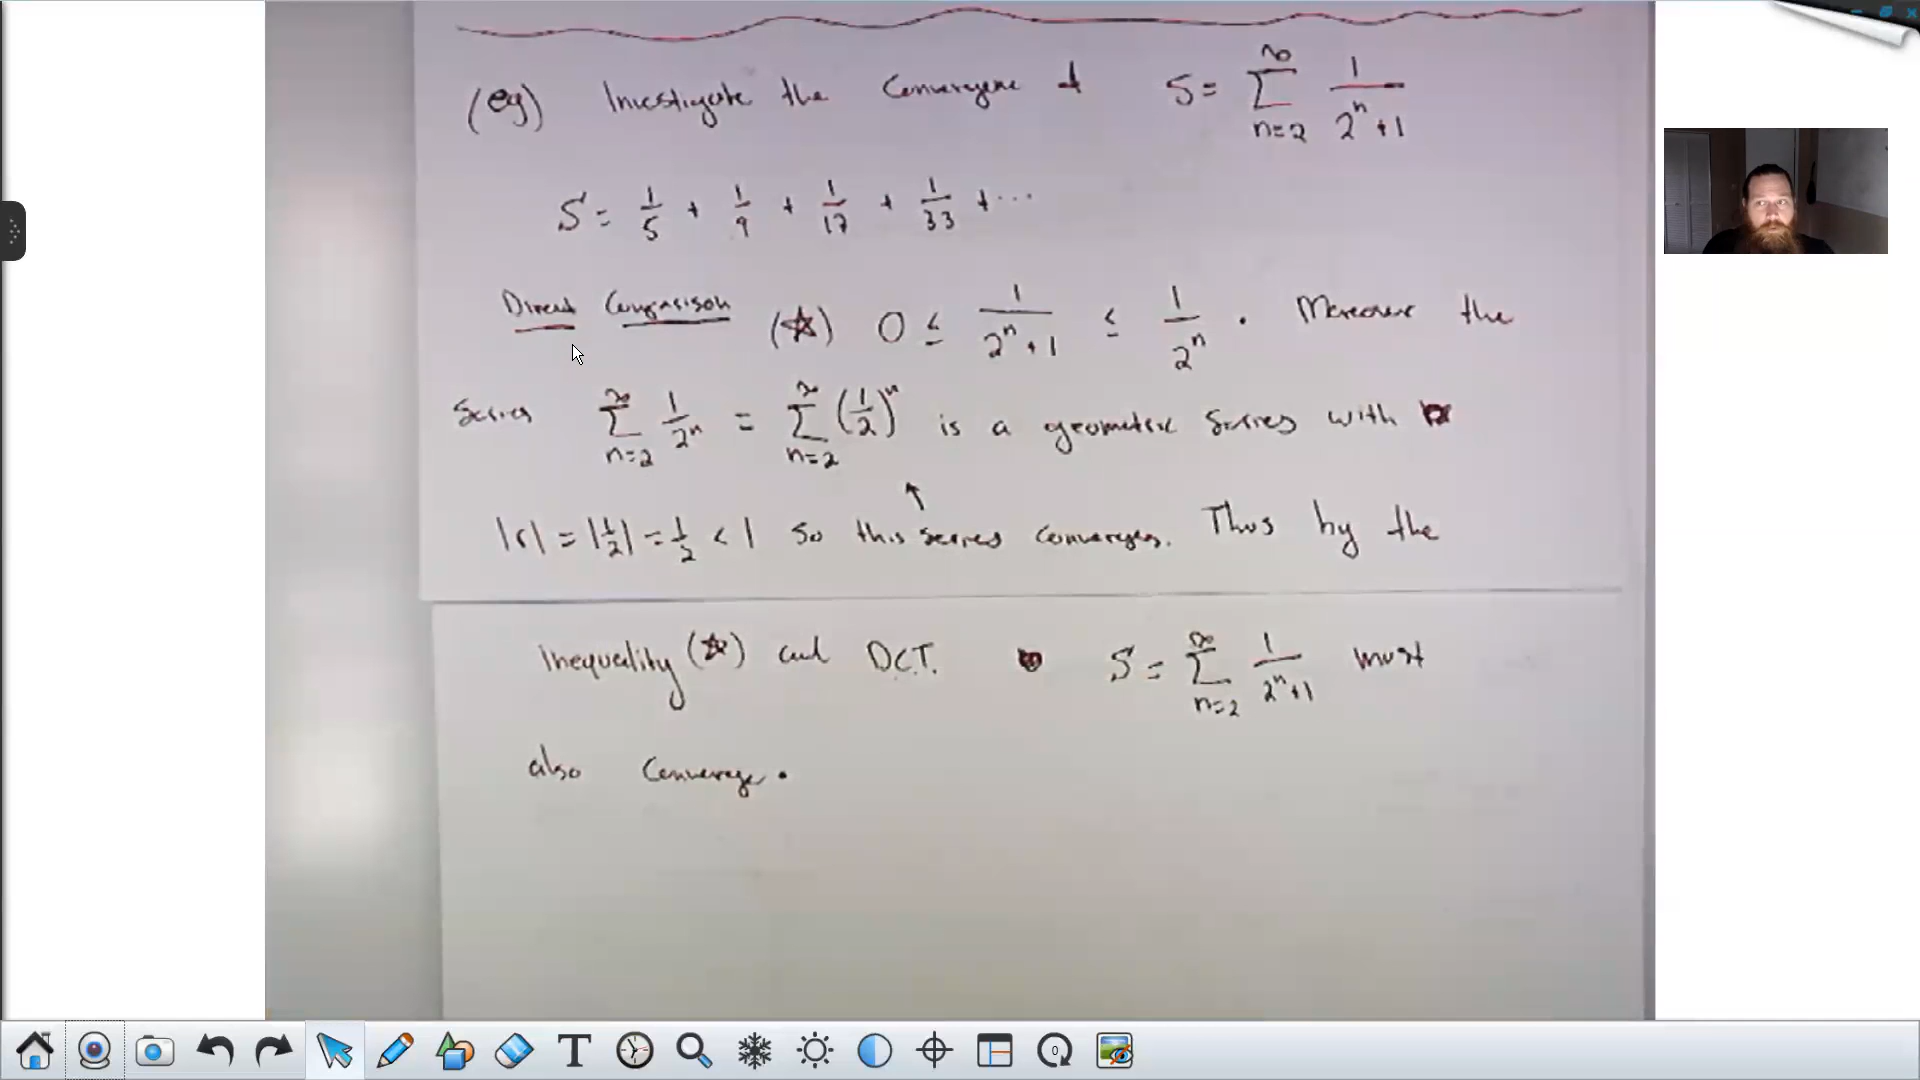 (eg) Investigate the Convergence of S = ∑_{n=2}^{∞} 1/(2^n + 1)
S = 1/5 + 1/9 + 1/17 + 1/33 + ...
Direct Comparison (☆) 0 ≤ 1/(2^n + 1) ≤ 1/2^n . Moreover the
Series ∑_{n=2}^{∞} 1/2^n = ∑_{n=2}^{∞} (1/2)^n is a geometric series with
|r| = |1/2| = 1/2 < 1 so this series converges. Thus by the
↑
Inequality (☆) and D.C.T. S = ∑_{n=2}^{∞} 1/(2^n + 1) must
also Converge.
T
0